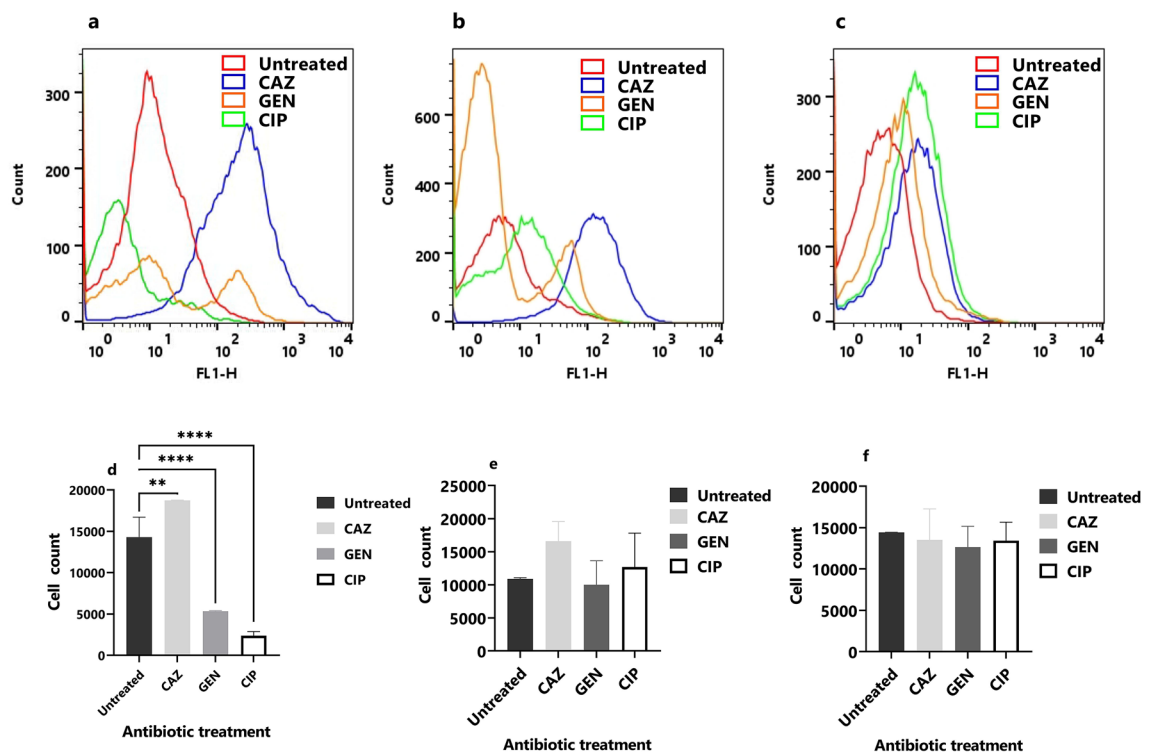 a
Untreated
CAZ
GEN
CIP
Count
300
200
100
0
10 0
10 1
10 2
10 3
10 4
FL1-H
b
Untreated
CAZ
GEN
CIP
Count
600
400
200
0
10 0
10 1
10 2
10 3
10 4
FL1-H
c
Untreated
CAZ
GEN
CIP
Count
300
200
100
0
10 0
10 1
10 2
10 3
10 4
FL1-H
d
****
****
**
Cell count
20000
15000
10000
5000
0
Untreated
CAZ
GEN
CIP
Antibiotic treatment
Untreated
CAZ
GEN
CIP
e
Cell count
25000
20000
15000
10000
5000
0
Untreated
CAZ
GEN
CIP
Antibiotic treatment
Untreated
CAZ
GEN
CIP
f
Cell count
20000
15000
10000
5000
0
Untreated
CAZ
GEN
CIP
Antibiotic treatment
Untreated
CAZ
GEN
CIP